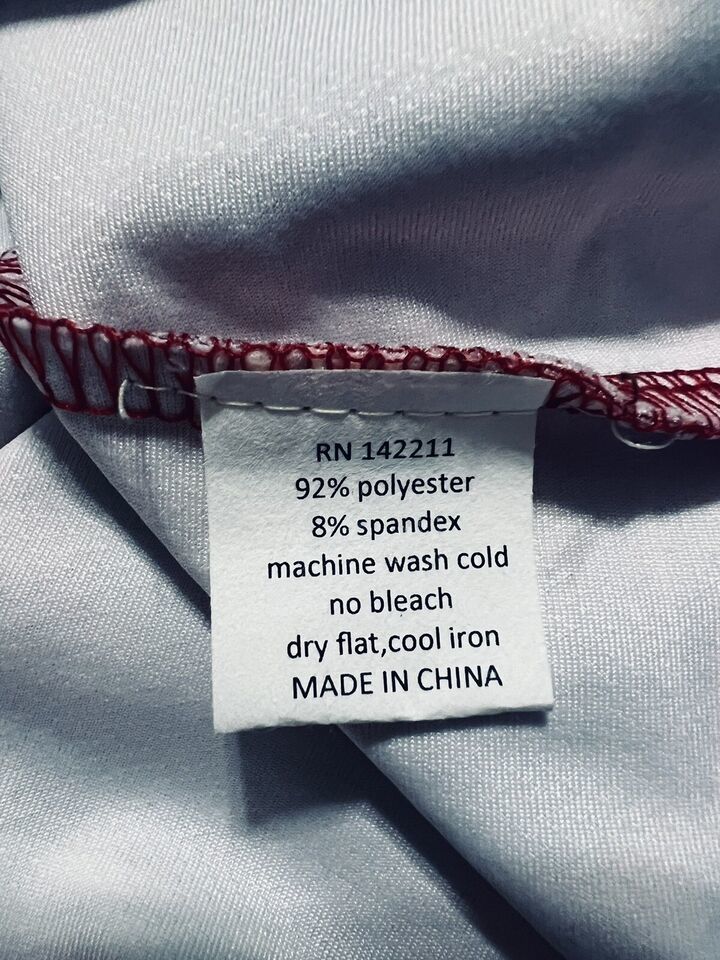 RN 142211
92% polyester
8% spandex
machine wash cold
no bleach
dry flat,cool iron
MADE IN CHINA